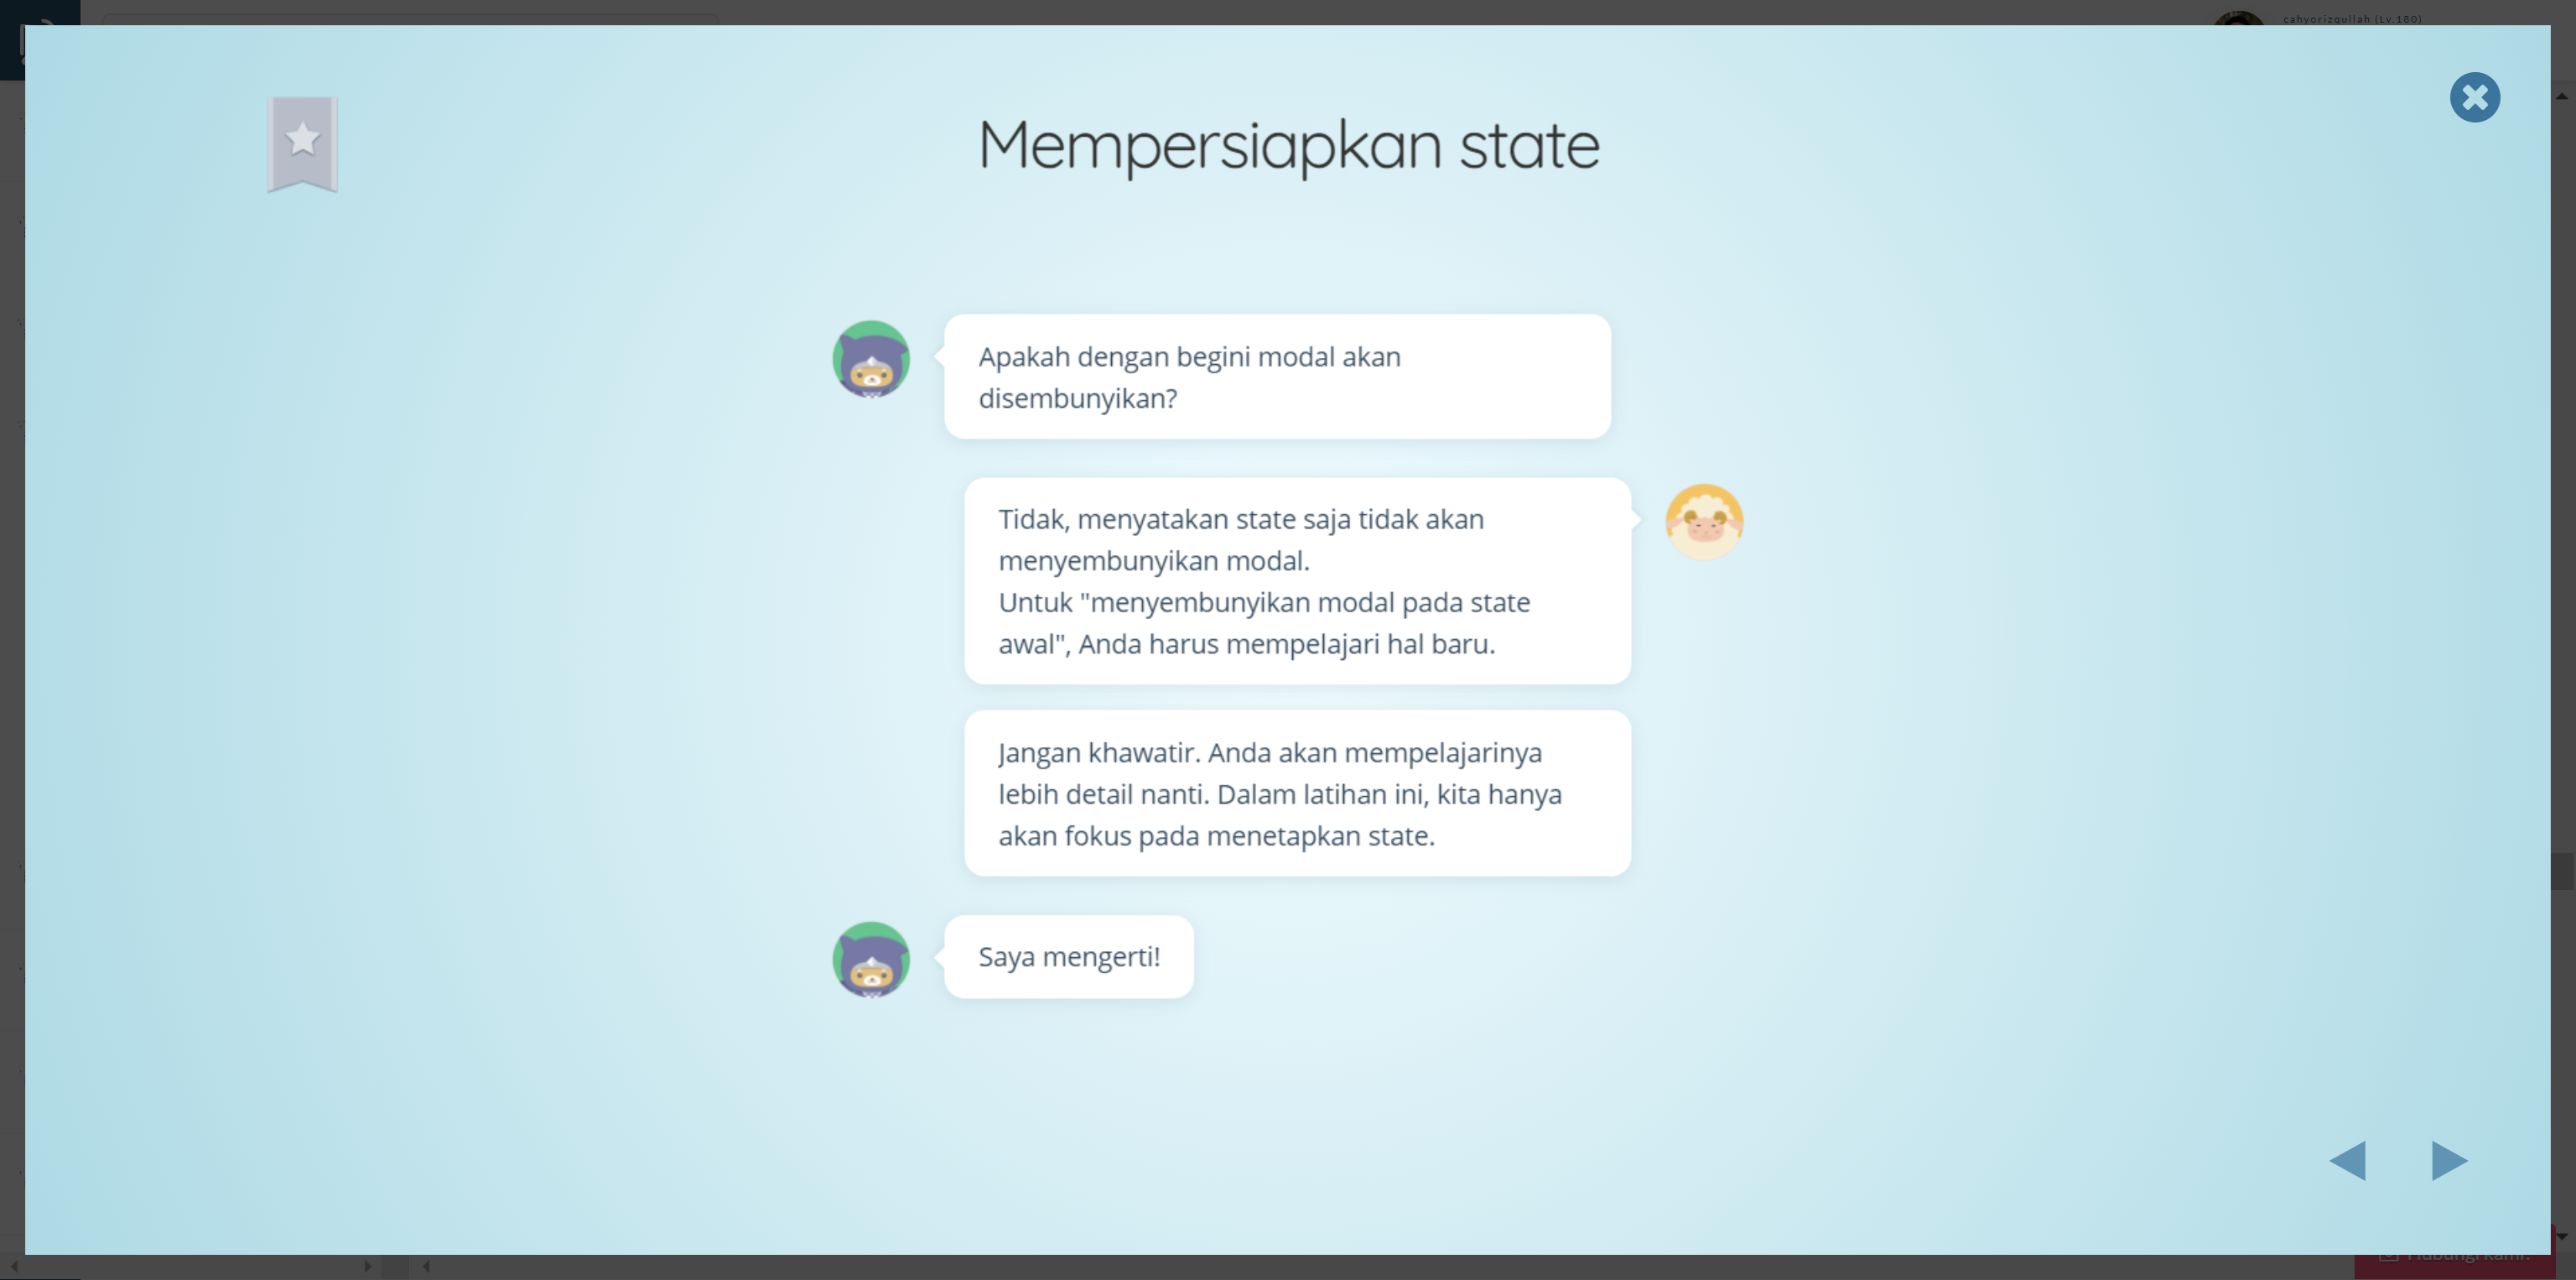 cahyorizqullah (Lv.180)
Mempersiapkan state
Apakah dengan begini modal akan
disembunyikan?
Tidak, menyatakan state saja tidak akan
menyembunyikan modal.
Untuk "menyembunyikan modal pada state
awal", Anda harus mempelajari hal baru.
Jangan khawatir. Anda akan mempelajarinya
lebih detail nanti. Dalam latihan ini, kita hanya
akan fokus pada menetapkan state.
Saya mengerti!
Hubungi kami!